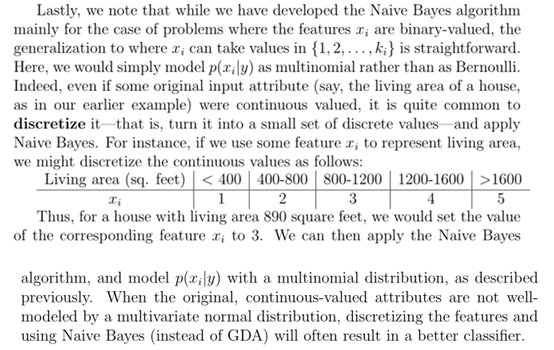 Lastly, we note that while we have developed the Naive Bayes algorithm
mainly for the case of problems where the features xᵢ are binary-valued, the
generalization to where xᵢ can take values in {1, 2, . . . , kᵢ} is straightforward.
Here, we would simply model p(xᵢ|y) as multinomial rather than as Bernoulli.
Indeed, even if some original input attribute (say, the living area of a house,
as in our earlier example) were continuous valued, it is quite common to
discretize it—that is, turn it into a small set of discrete values—and apply
Naive Bayes. For instance, if we use some feature xᵢ to represent living area,
we might discretize the continuous values as follows:
Living area (sq. feet) | < 400 | 400-800 | 800-1200 | 1200-1600 | >1600
xᵢ | 1 | 2 | 3 | 4 | 5
Thus, for a house with living area 890 square feet, we would set the value
of the corresponding feature xᵢ to 3. We can then apply the Naive Bayes
algorithm, and model p(xᵢ|y) with a multinomial distribution, as described
previously. When the original, continuous-valued attributes are not well-
modeled by a multivariate normal distribution, discretizing the features and
using Naive Bayes (instead of GDA) will often result in a better classifier.